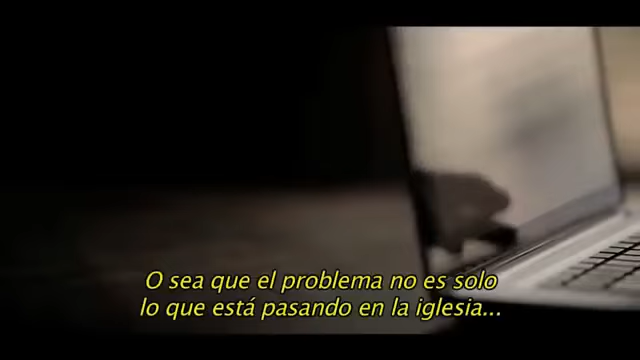 O sea que el problema no es solo
lo que está pasando en la iglesia...